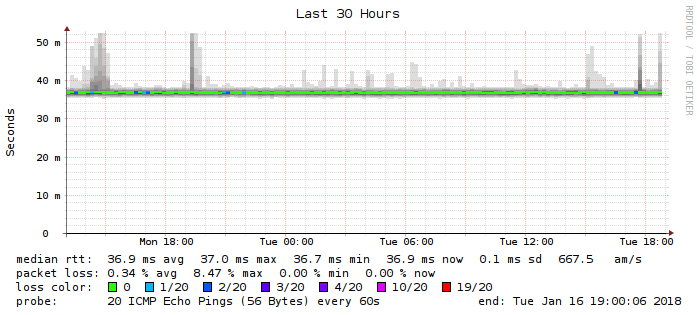 Last 30 Hours
RRDTOOL / TOBI OETIKER
Seconds
50 m
40 m
30 m
20 m
10 m
0
Mon 18:00 Tue 00:00 Tue 06:00 Tue 12:00 Tue 18:00
median rtt: 36.9 ms avg 37.0 ms max 36.7 ms min 36.9 ms now 0.1 ms sd 667.5 am/s
packet loss: 0.34 % avg 8.47 % max 0.00 % min 0.00 % now
loss color: 0 1/20 2/20 3/20 4/20 10/20 19/20
probe: 20 ICMP Echo Pings (56 Bytes) every 60s end: Tue Jan 16 19:00:06 2018